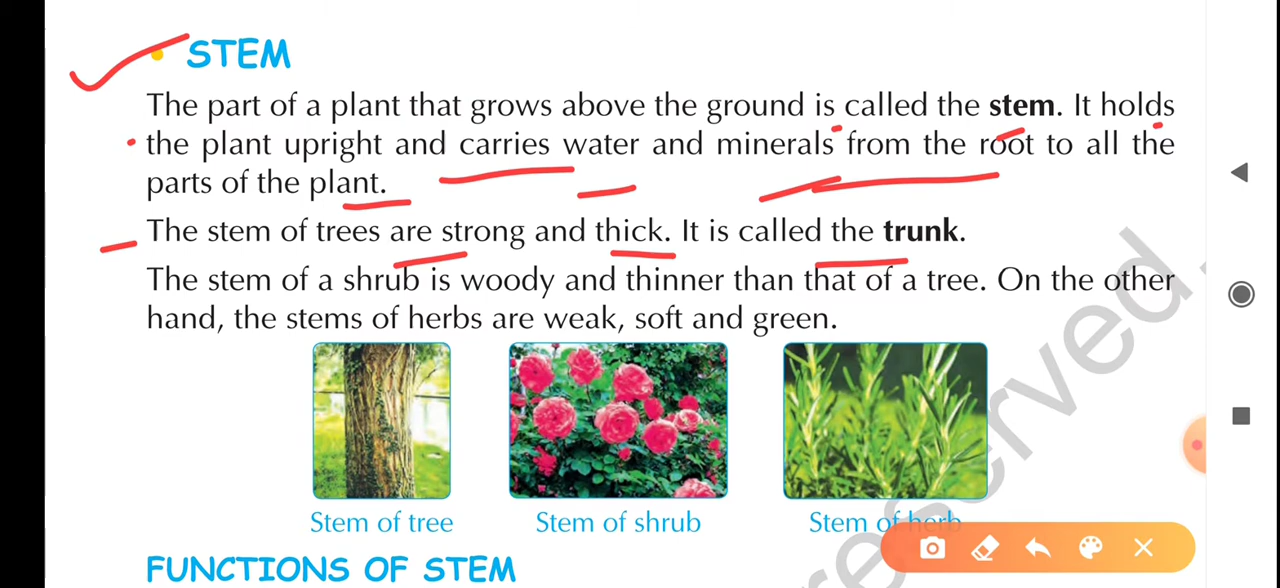 STEM
The part of a plant that grows above the ground is called the stem. It holds
the plant upright and carries water and minerals from the root to all the
parts of the plant.
The stem of trees are strong and thick. It is called the trunk.
The stem of a shrub is woody and thinner than that of a tree. On the other
hand, the stems of herbs are weak, soft and green.
Stem of tree
Stem of shrub
Stem of herb
FUNCTIONS OF STEM
reserved.